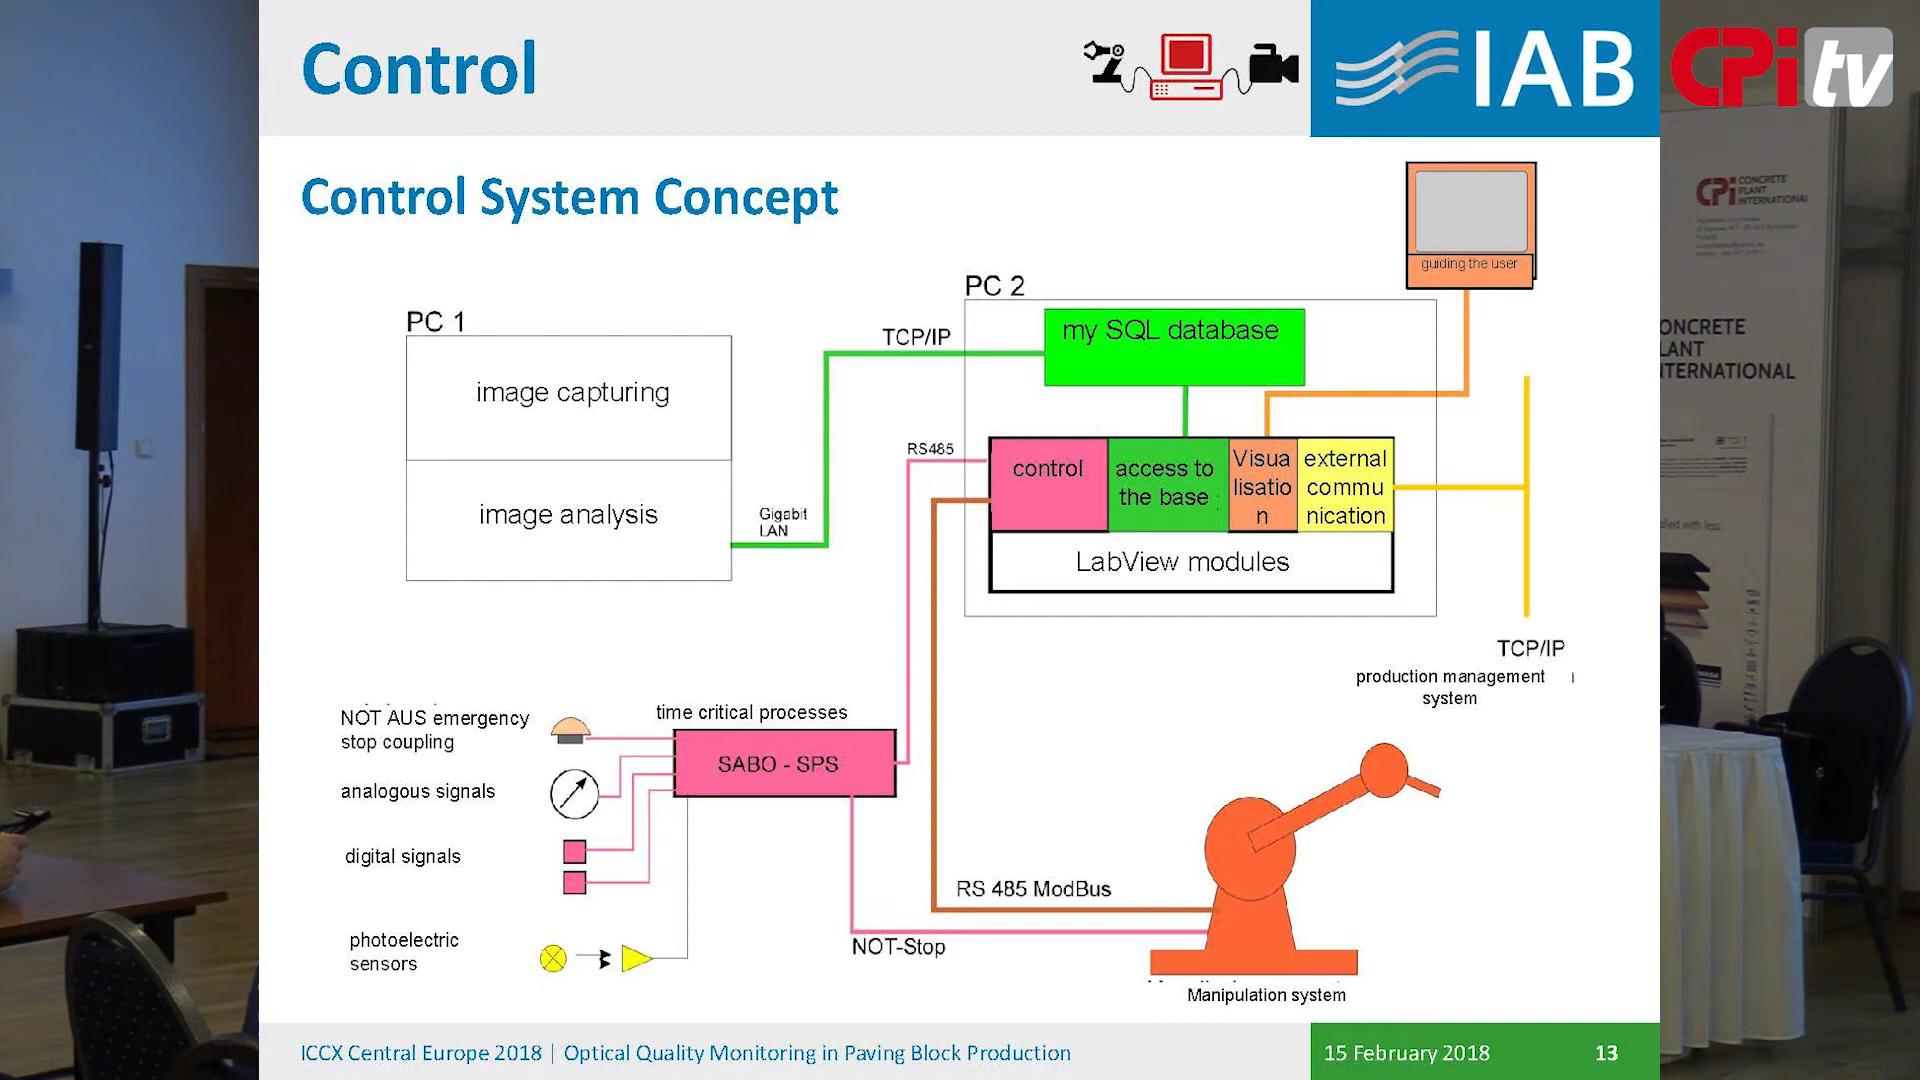 Control
IAB
CPi tv
Control System Concept
guiding the user
PC 1
image capturing
image analysis
Gigabit
LAN
TCP/IP
PC 2
my SQL database
RS485
control
access to
the base
Visua
lisatio
n
external
commu
nication
LabView modules
TCP/IP
production management
system
NOT AUS emergency
stop coupling
analogous signals
digital signals
photoelectric
sensors
time critical processes
SABO - SPS
RS 485 ModBus
NOT-Stop
Manipulation system
ICCX Central Europe 2018 | Optical Quality Monitoring in Paving Block Production
15 February 2018
13
CPi CONCRETE
PLANT
INTERNATIONAL
ONCRETE
LANT
TERNATIONAL